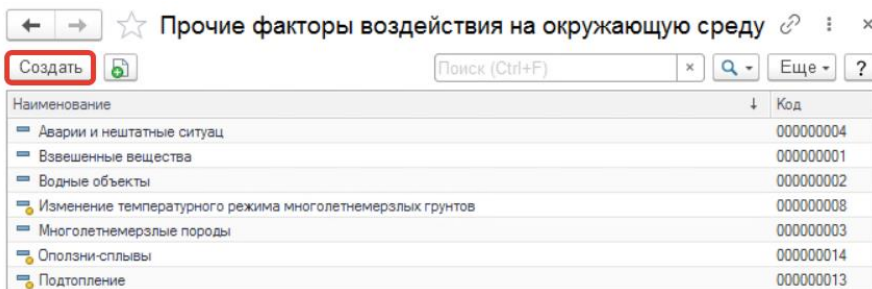 Прочие факторы воздействия на окружающую среду
Создать Поиск (Ctrl+F) × Еще ?
Наименование ↓ Код
Аварии и нештатные ситуац 000000004
Взвешенные вещества 000000001
Водные объекты 000000002
Изменение температурного режима многолетнемерзлых грунтов 000000008
Многолетнемерзлые породы 000000003
Оползни-сплывы 000000014
Подтопление 000000013